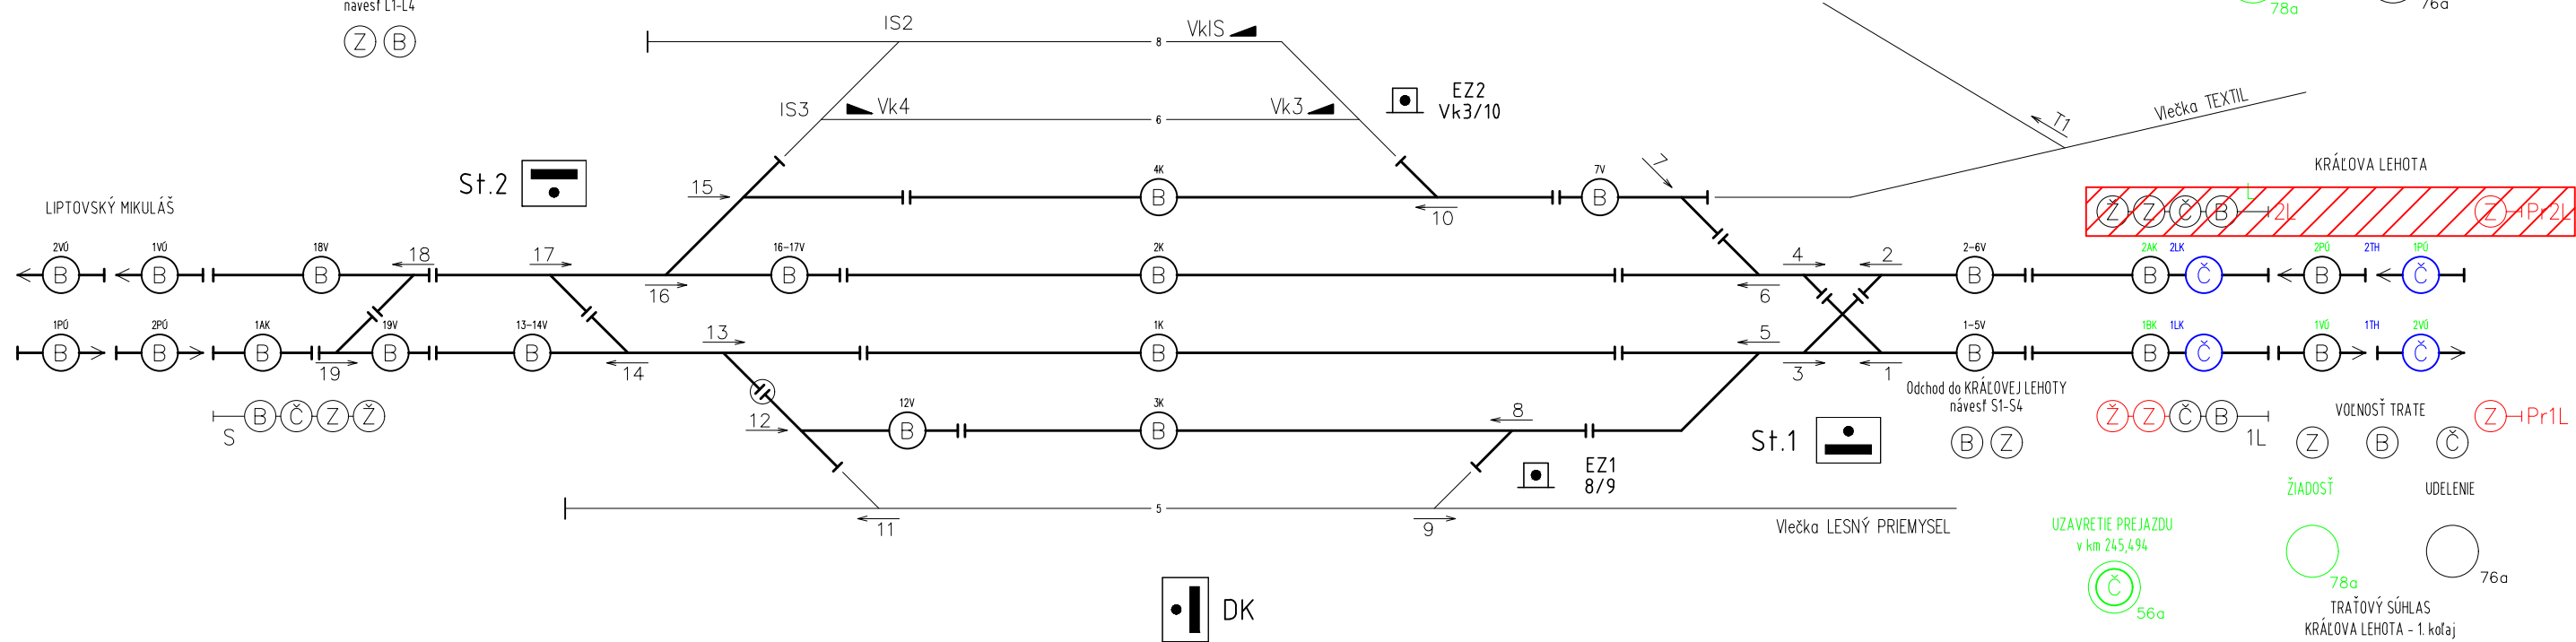 návesť L1-L4
Z B
78a
76a
IS2
8
VkIS
IS3
Vk4
6
Vk3
EZ2
Vk3/10
T1
Vlečka TEXTIL
KRÁĽOVA LEHOTA
St.2
15
4K
B
10
7V
B
7
L
Ž Z Č B 2L
Z Pr2L
LIPTOVSKÝ MIKULÁŠ
2VÚ
B
1VÚ
B
18V
B
18
17
16
16-17V
B
2K
B
6
4
2
2-6V
B
2AK
B
2LK
Č
2PÚ
B
2TH
1PÚ
Č
1PÚ
B
2PÚ
B
1AK
B
19
19V
B
13-14V
B
14
13
1K
B
5
3
1
1-5V
B
1BK
B
1LK
Č
1VÚ
B
1TH
2VÚ
Č
S
B Č Z Ž
12
12V
B
3K
B
8
St.1
Odchod do KRÁĽOVEJ LEHOTY
návesť S1-S4
B Z
Ž Z Č B 1L
VOĽNOSŤ TRATE
Z B Č
Z Pr1L
EZ1
8/9
11
5
9
Vlečka LESNÝ PRIEMYSEL
UZAVRETIE PREJAZDU
v km 245,494
Č
56a
ŽIADOSŤ
78a
UDELENIE
76a
TRAŤOVÝ SÚHLAS
KRÁĽOVA LEHOTA - 1. koľaj
DK